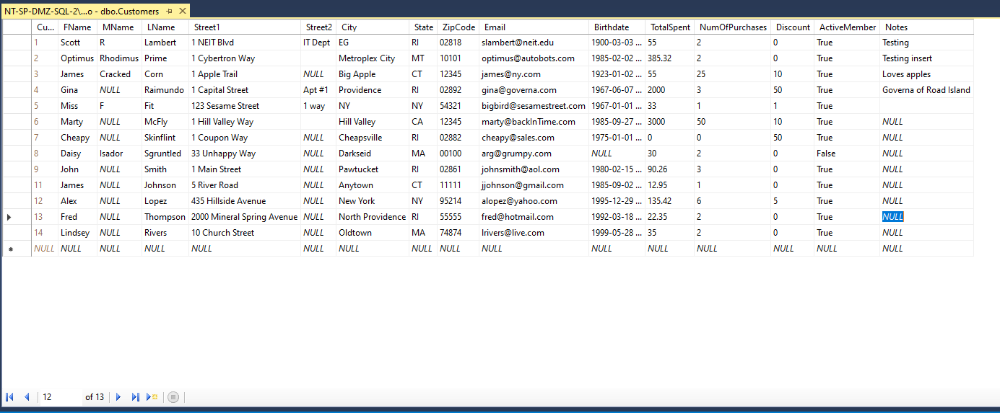 NT-SP-DMZ-SQL-2\...o - dbo.Customers
Cu... FName MName LName Street1 Street2 City State ZipCode Email Birthdate TotalSpent NumOfPurchases Discount ActiveMember Notes
1 Scott R Lambert 1 NEIT Blvd IT Dept EG RI 02818 slambert@neit.edu 1900-03-03 ... 55 2 0 True Testing
2 Optimus Rhodimus Prime 1 Cybertron Way Metroplex City MT 10101 optimus@autobots.com 1985-02-02 ... 385.32 2 0 True Testing insert
3 James Cracked Corn 1 Apple Trail NULL Big Apple CT 12345 james@ny.com 1923-01-02 ... 55 25 10 True Loves apples
4 Gina NULL Raimundo 1 Capital Street Apt #1 Providence RI 02892 gina@governa.com 1967-06-07 ... 2000 3 50 True Governa of Road Island
5 Miss F Fit 123 Sesame Street 1 way NY NY 54321 bigbird@sesamestreet.com 1967-01-01 ... 33 1 1 True
6 Marty NULL McFly 1 Hill Valley Way Hill Valley CA 12345 marty@backInTime.com 1985-09-27 ... 3000 50 10 True NULL
7 Cheapy NULL Skinflint 1 Coupon Way NULL Cheapsville RI 02882 cheapy@sales.com 1975-01-01 ... 0 0 50 True NULL
8 Daisy Isador Sgruntled 33 Unhappy Way NULL Darkseid MA 00100 arg@grumpy.com NULL 30 2 0 False NULL
9 John NULL Smith 1 Main Street NULL Pawtucket RI 02861 johnsmith@aol.com 1980-02-15 ... 90.26 3 0 True NULL
11 James NULL Johnson 5 River Road NULL Anytown CT 11111 jjohnson@gmail.com 1985-09-02 ... 12.95 1 0 True NULL
12 Alex NULL Lopez 435 Hillside Avenue NULL New York NY 95214 alopez@yahoo.com 1995-12-29 ... 135.42 6 5 True NULL
13 Fred NULL Thompson 2000 Mineral Spring Avenue NULL North Providence RI 55555 fred@hotmail.com 1992-03-18 ... 22.35 2 0 True NULL
14 Lindsey NULL Rivers 10 Church Street NULL Oldtown MA 74874 lrivers@live.com 1999-05-28 ... 35 2 0 True NULL
NULL NULL NULL NULL NULL NULL NULL NULL NULL NULL NULL NULL NULL NULL NULL NULL
12 of 13